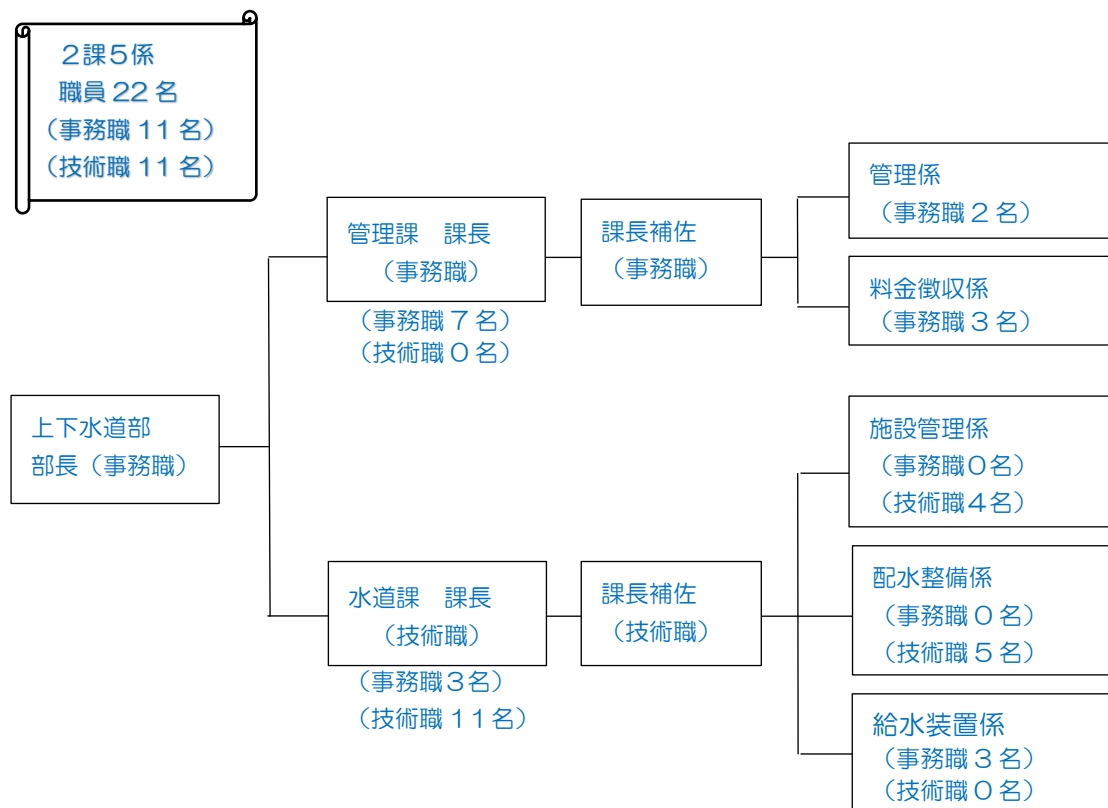 ２課５係
職員 22 名
（事務職 11 名）
（技術職 11 名）
管理係
（事務職 2 名）
管理課　課長
（事務職）
課長補佐
（事務職）
料金徴収係
（事務職 3 名）
（事務職 7 名）
（技術職 0 名）
上下水道部
部長（事務職）
施設管理係
（事務職 0 名）
（技術職 4 名）
水道課　課長
（技術職）
課長補佐
（技術職）
配水整備係
（事務職 0 名）
（技術職 5 名）
（事務職 3 名）
（技術職 11 名）
給水装置係
（事務職 3 名）
（技術職 0 名）